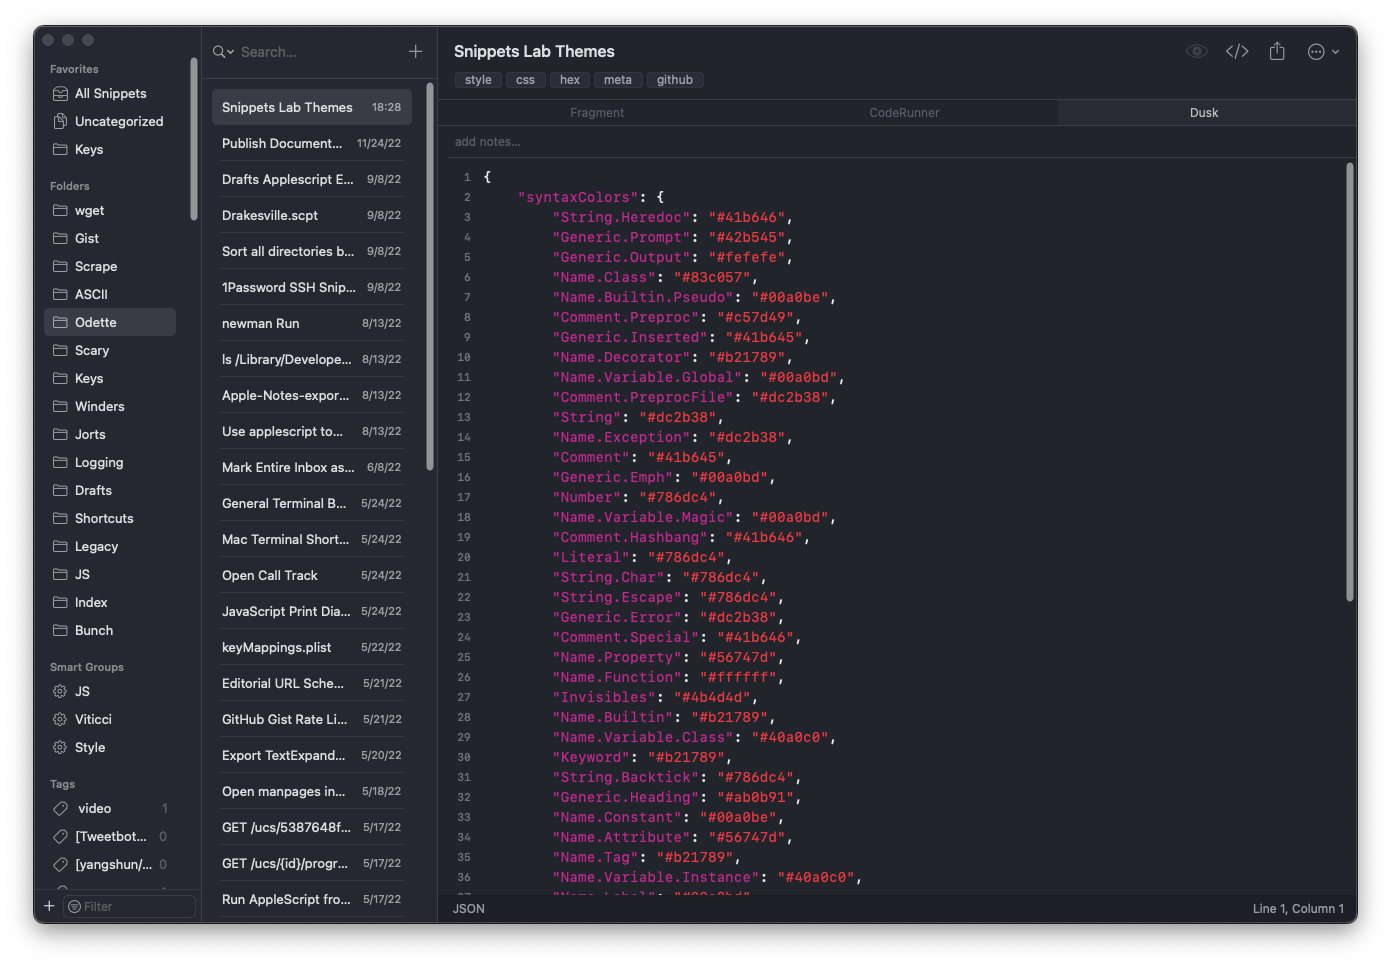 Favorites
All Snippets
Uncategorized
Keys
Folders
wget
Gist
Scrape
ASCII
Odette
Scary
Keys
Winders
Jorts
Logging
Drafts
Shortcuts
Legacy
JS
Index
Bunch
Smart Groups
JS
Viticci
Style
Tags
video 1
[Tweetbot... 0
[yangshun/... 0
Filter
Search...
Snippets Lab Themes 18:28
Publish Document... 11/24/22
Drafts Applescript E... 9/8/22
Drakesville.scpt 9/8/22
Sort all directories b... 9/8/22
1Password SSH Snip... 9/8/22
newman Run 8/13/22
ls /Library/Develope... 8/13/22
Apple-Notes-expor... 8/13/22
Use applescript to... 8/13/22
Mark Entire Inbox as... 6/8/22
General Terminal B... 5/24/22
Mac Terminal Short... 5/24/22
Open Call Track 5/24/22
JavaScript Print Dia... 5/24/22
keyMappings.plist 5/22/22
Editorial URL Sche... 5/21/22
GitHub Gist Rate Li... 5/21/22
Export TextExpand... 5/20/22
Open manpages in... 5/18/22
GET /ucs/5387648f... 5/17/22
GET /ucs/{id}/progr... 5/17/22
Run AppleScript fro... 5/17/22
Snippets Lab Themes
style css hex meta github
Fragment CodeRunner Dusk
add notes...
1 {
2 "syntaxColors": {
3 "String.Heredoc": "#41b646",
4 "Generic.Prompt": "#42b545",
5 "Generic.Output": "#fefefe",
6 "Name.Class": "#83c057",
7 "Name.Builtin.Pseudo": "#00a0be",
8 "Comment.Preproc": "#c57d49",
9 "Generic.Inserted": "#41b645",
10 "Name.Decorator": "#b21789",
11 "Name.Variable.Global": "#00a0bd",
12 "Comment.PreprocFile": "#dc2b38",
13 "String": "#dc2b38",
14 "Name.Exception": "#dc2b38",
15 "Comment": "#41b645",
16 "Generic.Emph": "#00a0bd",
17 "Number": "#786dc4",
18 "Name.Variable.Magic": "#00a0bd",
19 "Comment.Hashbang": "#41b646",
20 "Literal": "#786dc4",
21 "String.Char": "#786dc4",
22 "String.Escape": "#786dc4",
23 "Generic.Error": "#dc2b38",
24 "Comment.Special": "#41b646",
25 "Name.Property": "#56747d",
26 "Name.Function": "#ffffff",
27 "Invisibles": "#4b4d4d",
28 "Name.Builtin": "#b21789",
29 "Name.Variable.Class": "#40a0c0",
30 "Keyword": "#b21789",
31 "String.Backtick": "#786dc4",
32 "Generic.Heading": "#ab0b91",
33 "Name.Constant": "#00a0be",
34 "Name.Attribute": "#56747d",
35 "Name.Tag": "#b21789",
36 "Name.Variable.Instance": "#40a0c0",
JSON
Line 1, Column 1